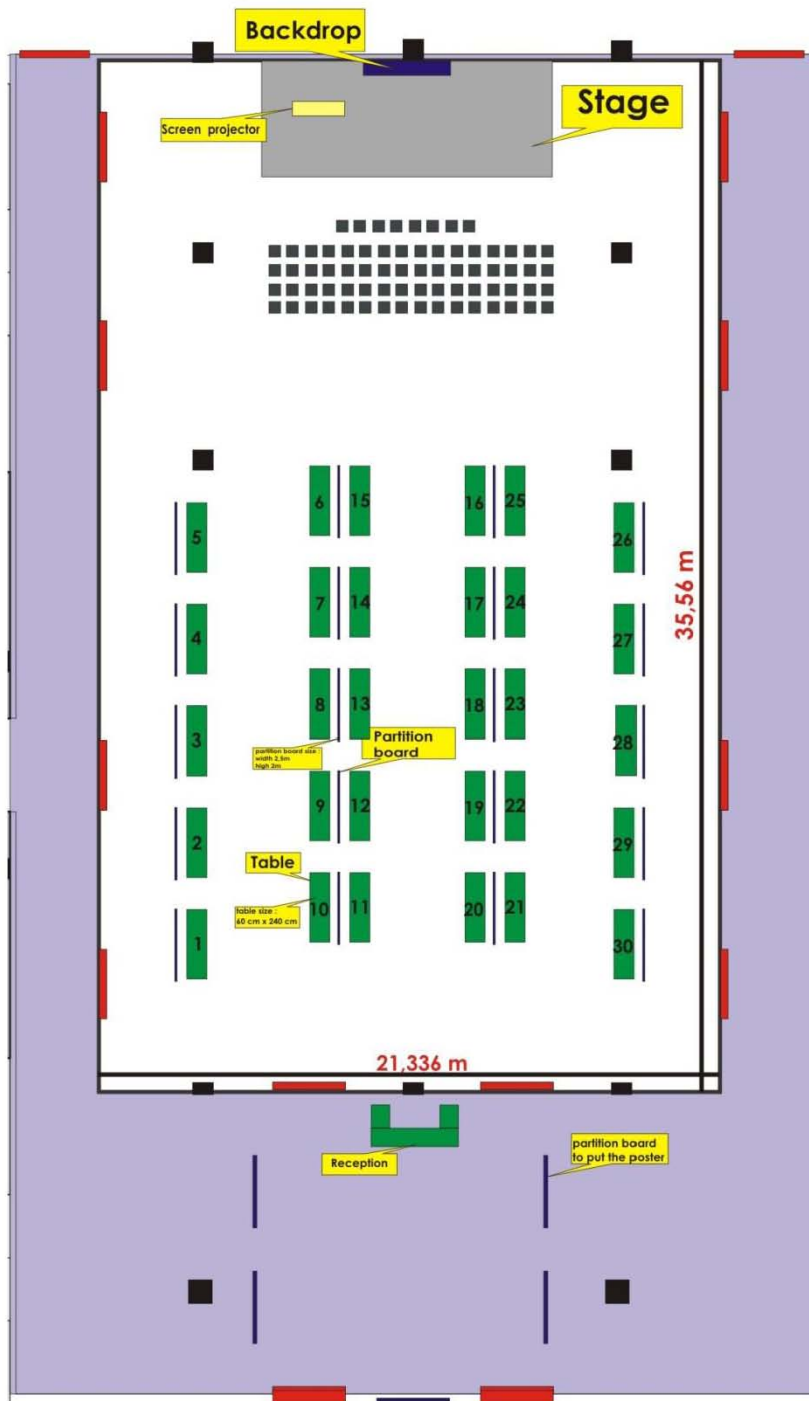 Backdrop
Stage
Screen projector
6 15 16 25
5 26
7 14 17 24
4 27
35,56 m
8 13 18 23
3 28
Partition
board
partition board size :
width 2,5m
high 2m
9 12 19 22
2 29
Table
10 11 20 21
table size :
60 cm x 240 cm
1 30
21,336 m
Reception
partition board
to put the poster